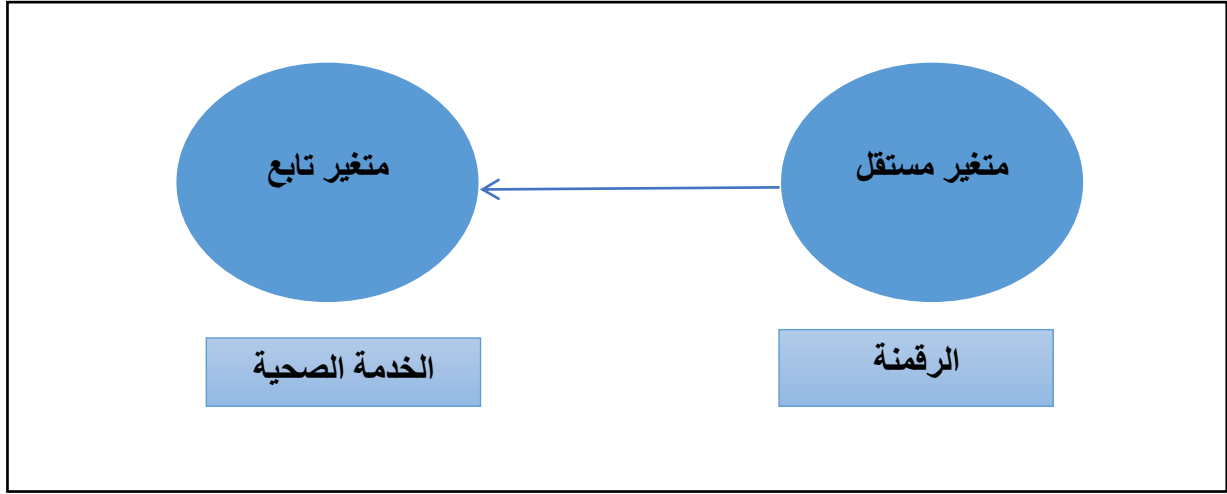 متغير مستقل
متغير تابع
الرقمنة
الخدمة الصحية